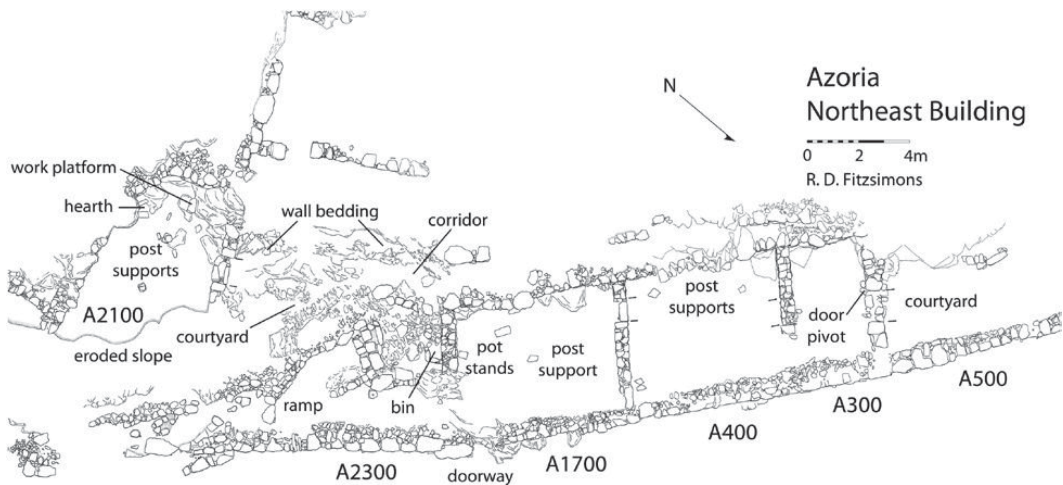 Azoria
Northeast Building
N
0 2 4m
R. D. Fitzsimons
work platform
hearth
wall bedding
corridor
post
supports
A2100
courtyard
eroded slope
post
supports
door
pivot
courtyard
pot
stands
post
support
ramp
bin
A500
A300
A400
A2300
doorway
A1700